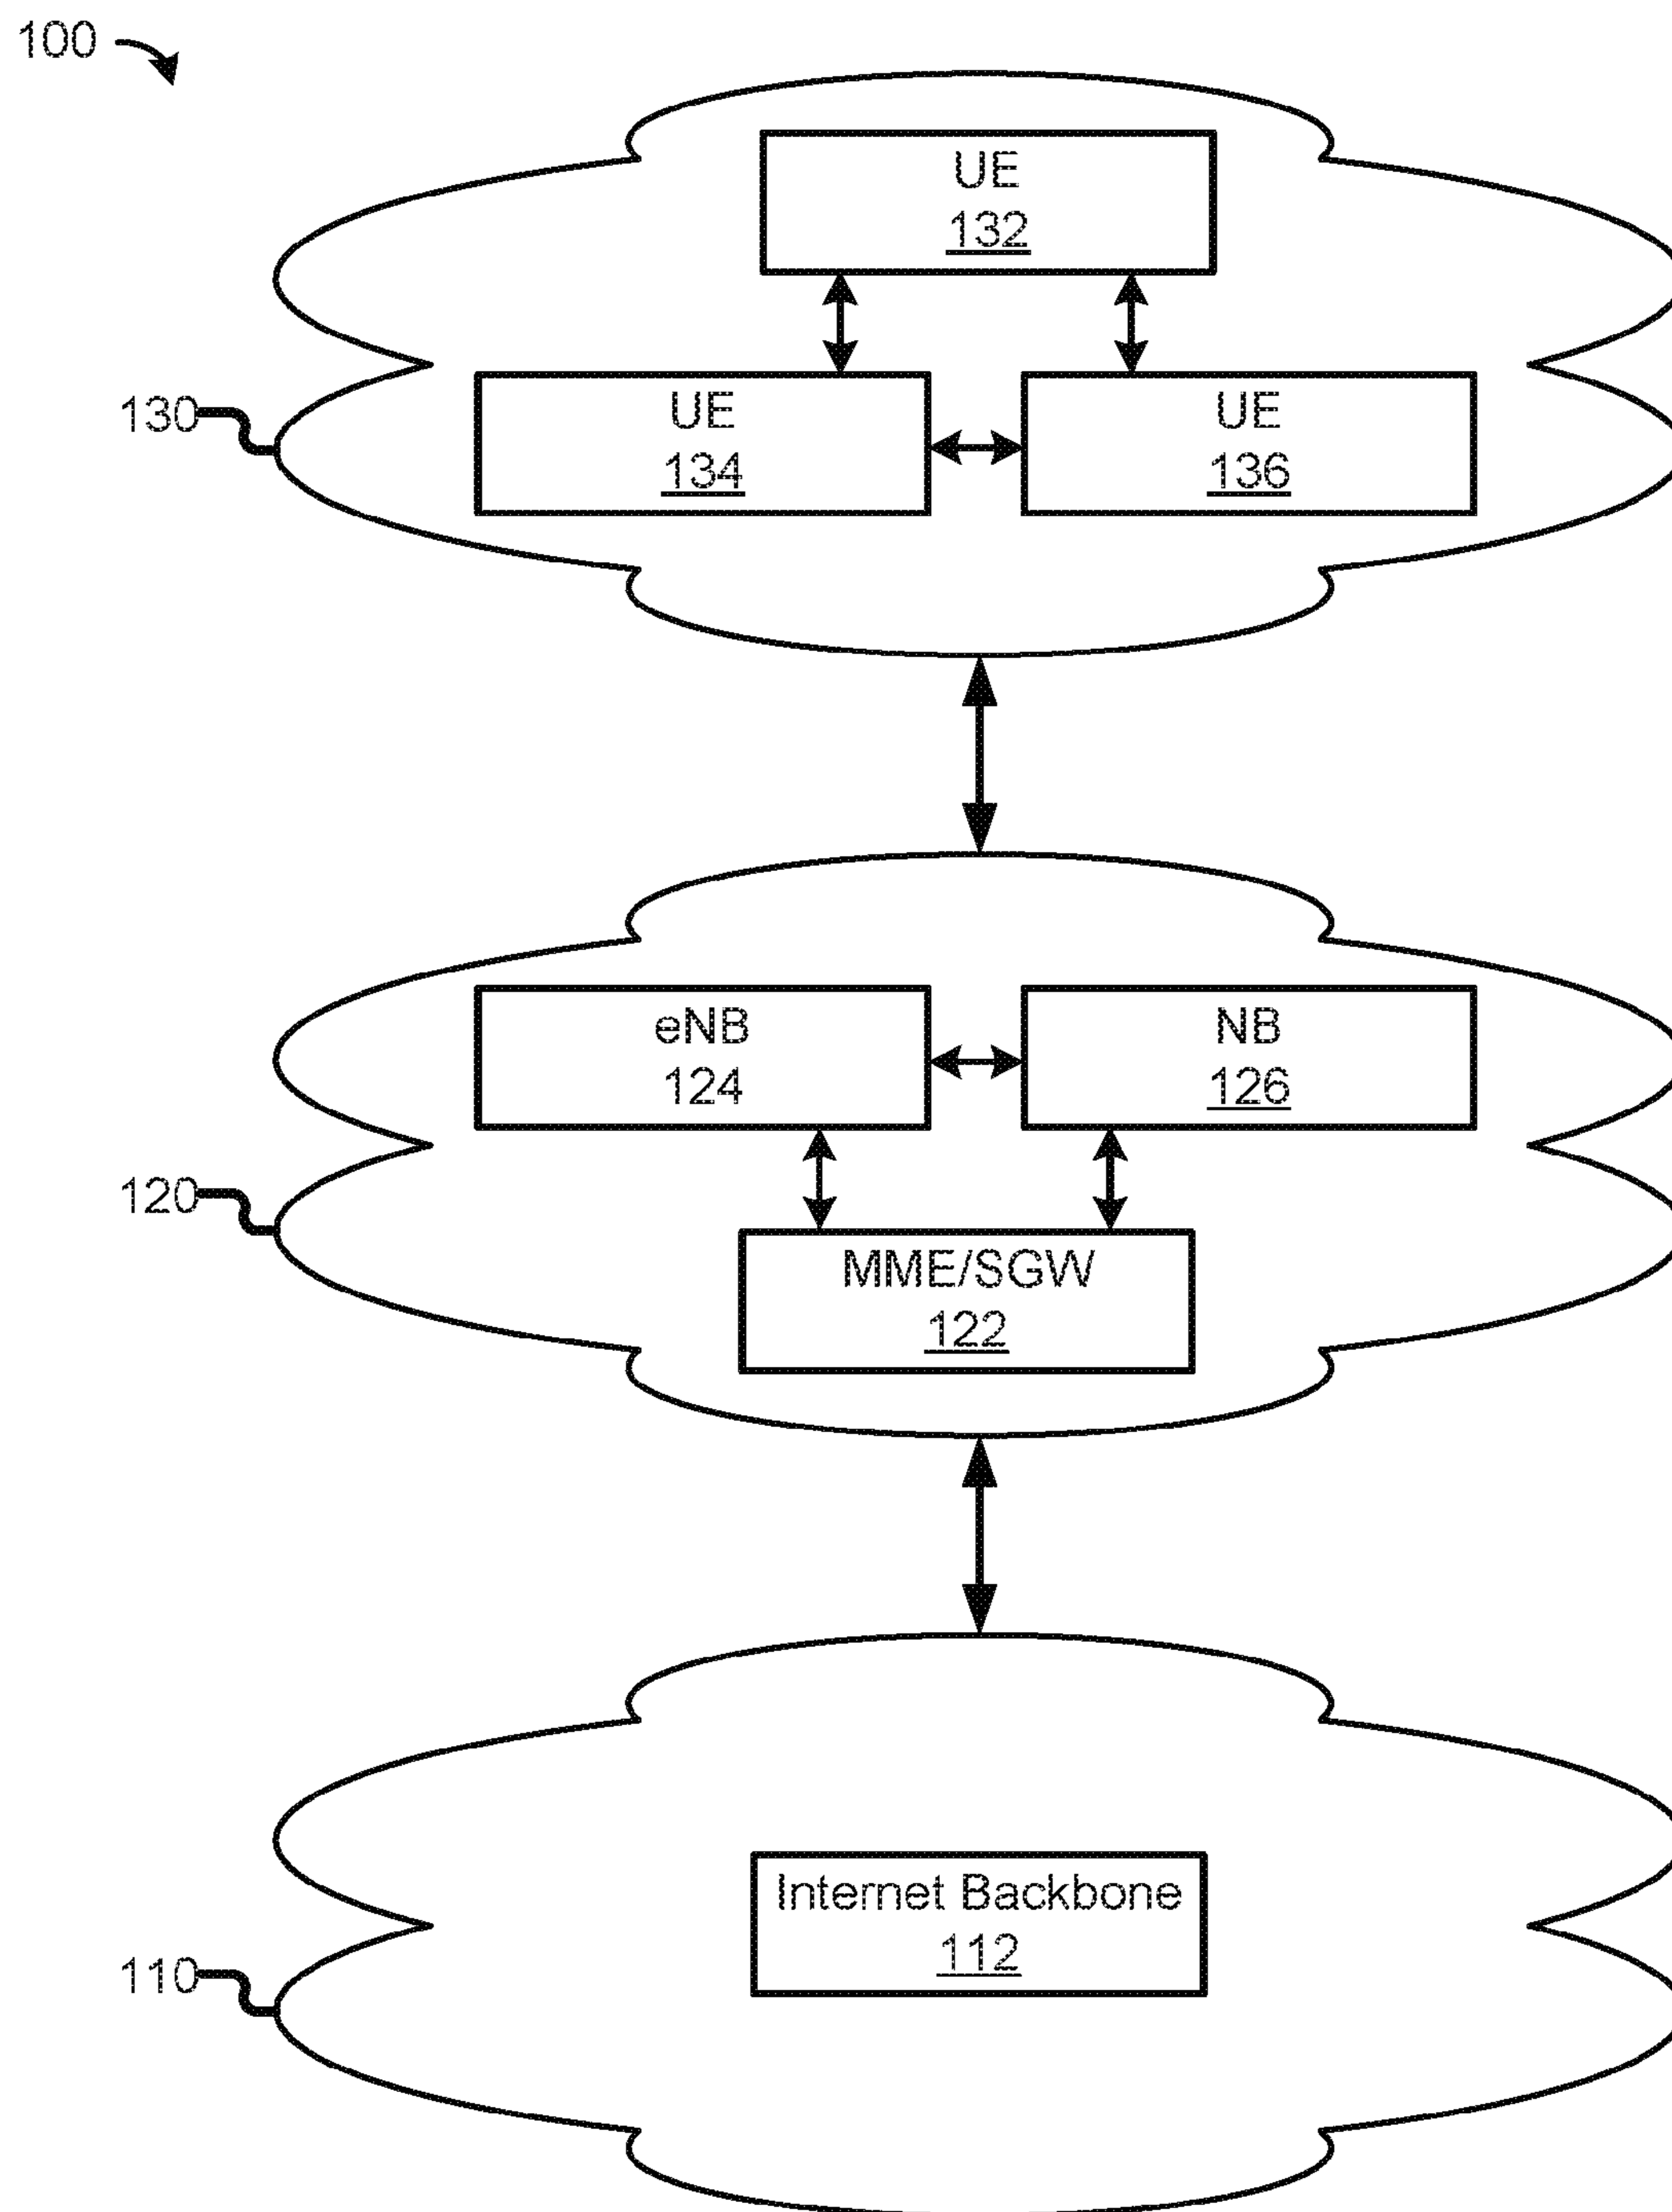 100
UE
132
130
UE
134
UE
136
eNB
124
NB
126
120
MME/SGW
122
Internet Backbone
112
110